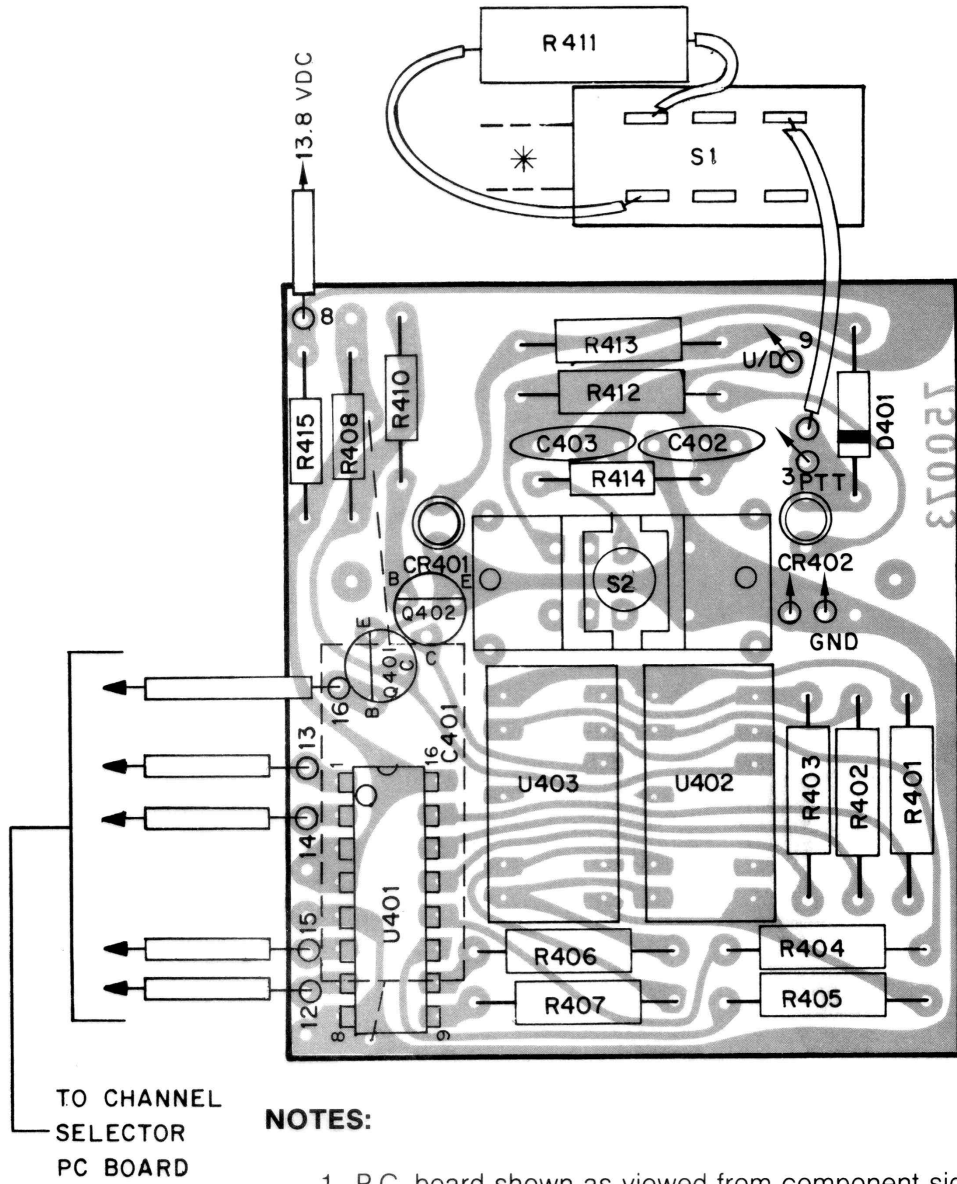 R411
13.8 VDC
S1
*
8
9
U/D
R413
R412
R410
R415
R408
C403
C402
D401
R414
3
PTT
750073
CR401
CR402
B
E
Q402
C
S2
GND
E
C
Q401
B
16
C401
13
1
16
U403
U402
R403
R402
R401
14
U401
15
R406
R404
R407
R405
12
8
9
TO CHANNEL
SELECTOR
PC BOARD
NOTES:
1. P.C. board shown as viewed from component